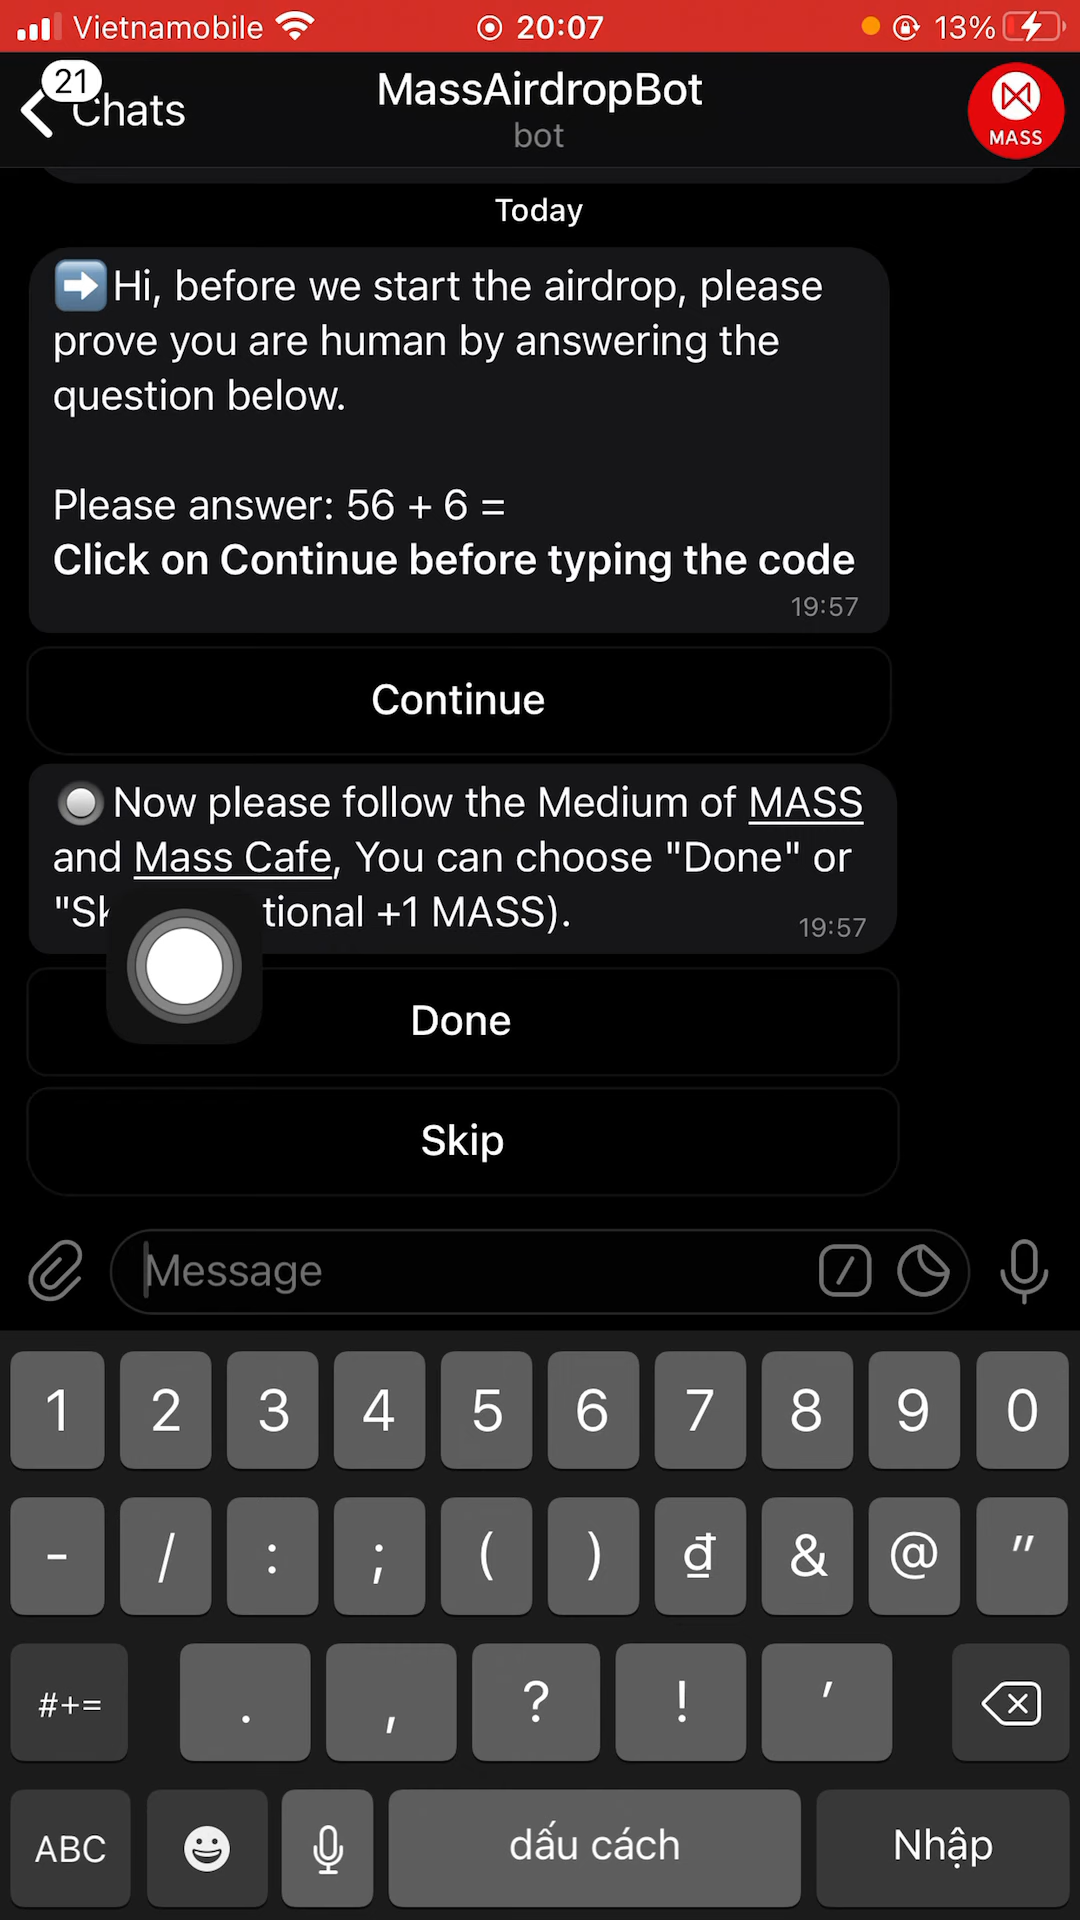 Vietnamobile 20:07 13%
21
Chats
MassAirdropBot
bot
MASS
Today
Hi, before we start the airdrop, please
prove you are human by answering the
question below.
Please answer: 56 + 6 =
Click on Continue before typing the code
19:57
Continue
Now please follow the Medium of MASS
and Mass Cafe, You can choose "Done" or
+1 MASS).
19:57
Done
Skip
Message
1 2 3 4 5 6 7 8 9 0
- / : ; ( ) ₫ & @ "
#+= . , ? ! '
ABC dấu cách Nhập